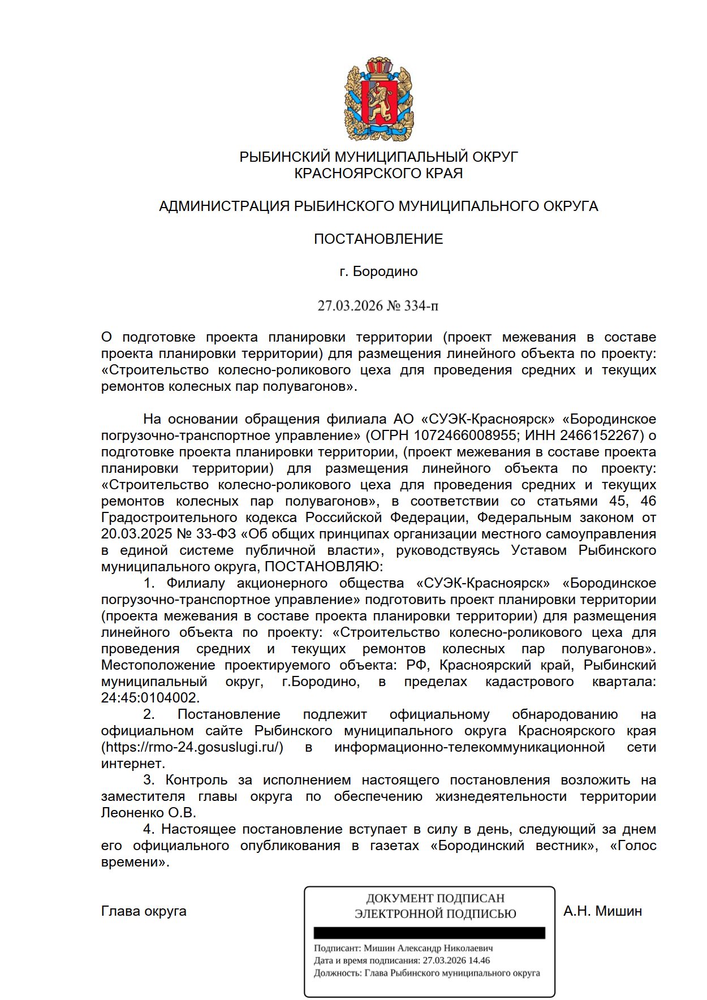 РЫБИНСКИЙ МУНИЦИПАЛЬНЫЙ ОКРУГ
КРАСНОЯРСКОГО КРАЯ
АДМИНИСТРАЦИЯ РЫБИНСКОГО МУНИЦИПАЛЬНОГО ОКРУГА
ПОСТАНОВЛЕНИЕ
г. Бородино
27.03.2026 № 334-п
О подготовке проекта планировки территории (проект межевания в составе
проекта планировки территории) для размещения линейного объекта по проекту:
«Строительство колесно-роликового цеха для проведения средних и текущих
ремонтов колесных пар полувагонов».
На основании обращения филиала АО «СУЭК-Красноярск» «Бородинское
погрузочно-транспортное управление» (ОГРН 1072466008955; ИНН 2466152267) о
подготовке проекта планировки территории, (проект межевания в составе проекта
планировки территории) для размещения линейного объекта по проекту:
«Строительство колесно-роликового цеха для проведения средних и текущих
ремонтов колесных пар полувагонов», в соответствии со статьями 45, 46
Градостроительного кодекса Российской Федерации, Федеральным законом от
20.03.2025 № 33-ФЗ «Об общих принципах организации местного самоуправления
в единой системе публичной власти», руководствуясь Уставом Рыбинского
муниципального округа, ПОСТАНОВЛЯЮ:
1. Филиалу акционерного общества «СУЭК-Красноярск» «Бородинское
погрузочно-транспортное управление» подготовить проект планировки территории
(проекта межевания в составе проекта планировки территории) для размещения
линейного объекта по проекту: «Строительство колесно-роликового цеха для
проведения средних и текущих ремонтов колесных пар полувагонов».
Местоположение проектируемого объекта: РФ, Красноярский край, Рыбинский
муниципальный округ, г.Бородино, в пределах кадастрового квартала:
24:45:0104002.
2. Постановление подлежит официальному обнародованию на
официальном сайте Рыбинского муниципального округа Красноярского края
(https://rmo-24.gosuslugi.ru/) в информационно-телекоммуникационной сети
интернет.
3. Контроль за исполнением настоящего постановления возложить на
заместителя главы округа по обеспечению жизнедеятельности территории
Леоненко О.В.
4. Настоящее постановление вступает в силу в день, следующий за днем
его официального опубликования в газетах «Бородинский вестник», «Голос
времени».
Глава округа
ДОКУМЕНТ ПОДПИСАН
ЭЛЕКТРОННОЙ ПОДПИСЬЮ
Подписант: Мишин Александр Николаевич
Дата и время подписания: 27.03.2026 14.46
Должность: Глава Рыбинского муниципального округа
А.Н. Мишин